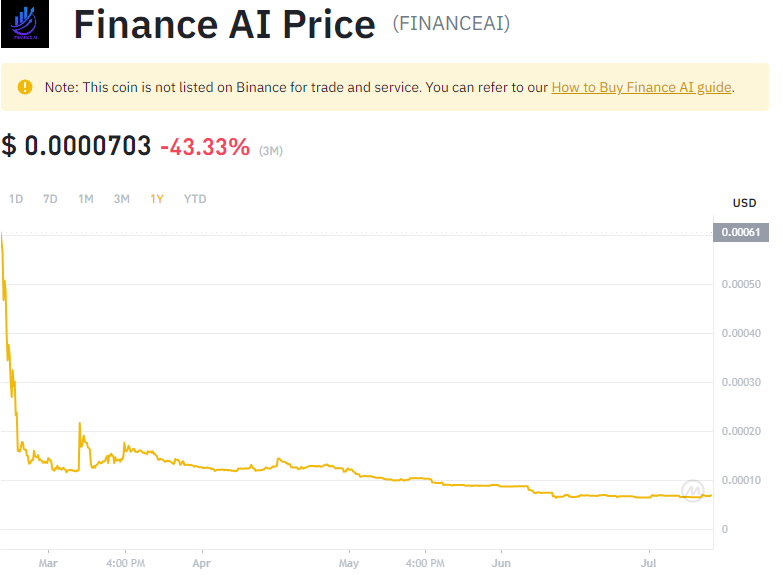 Finance AI Price (FINANCEAI)
Note: This coin is not listed on Binance for trade and service. You can refer to our How to Buy Finance AI guide.
$ 0.0000703 -43.33% (3M)
1D 7D 1M 3M 1Y YTD
USD
0.00061
0.00050
0.00040
0.00030
0.00020
0.00010
0
Mar 4:00 PM Apr May 4:00 PM Jun Jul